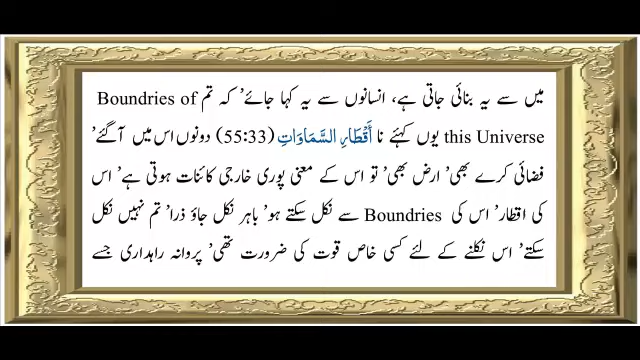 میں سے یہ بنائی جاتی ہے، انسانوں سے یہ کہا جائے’ کہ تم Boundries of
this Universe یوں کہئے نا أَقْطَارِ السَّمَاوَاتِ (55:33) دونوں اس میں آ گئے’
فضائی کرے بھی’ ارض بھی’ تو اس کے معنی پوری خارجی کائنات ہوتی ہے’ اس
کی اقطار’ اس کی Boundries سے نکل سکتے ہو’ باہر نکل جاؤ ذرا’ تم نہیں نکل
سکتے’ اس نکلنے کے لئے کسی خاص قوت کی ضرورت تھی’ پروانہ راہداری جسے